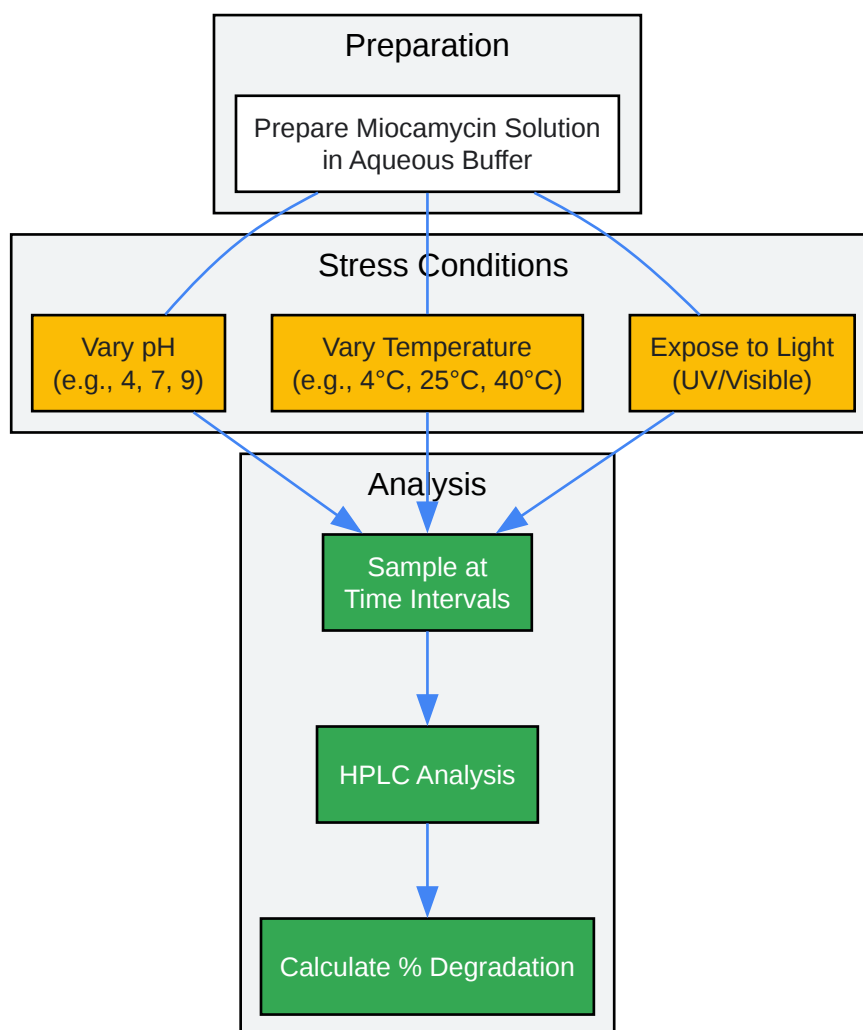 Preparation
Prepare Miocamycin Solution
in Aqueous Buffer
Stress Conditions
Vary pH
(e.g., 4, 7, 9)
Vary Temperature
(e.g., 4°C, 25°C, 40°C)
Expose to Light
(UV/Visible)
Analysis
Sample at
Time Intervals
HPLC Analysis
Calculate % Degradation